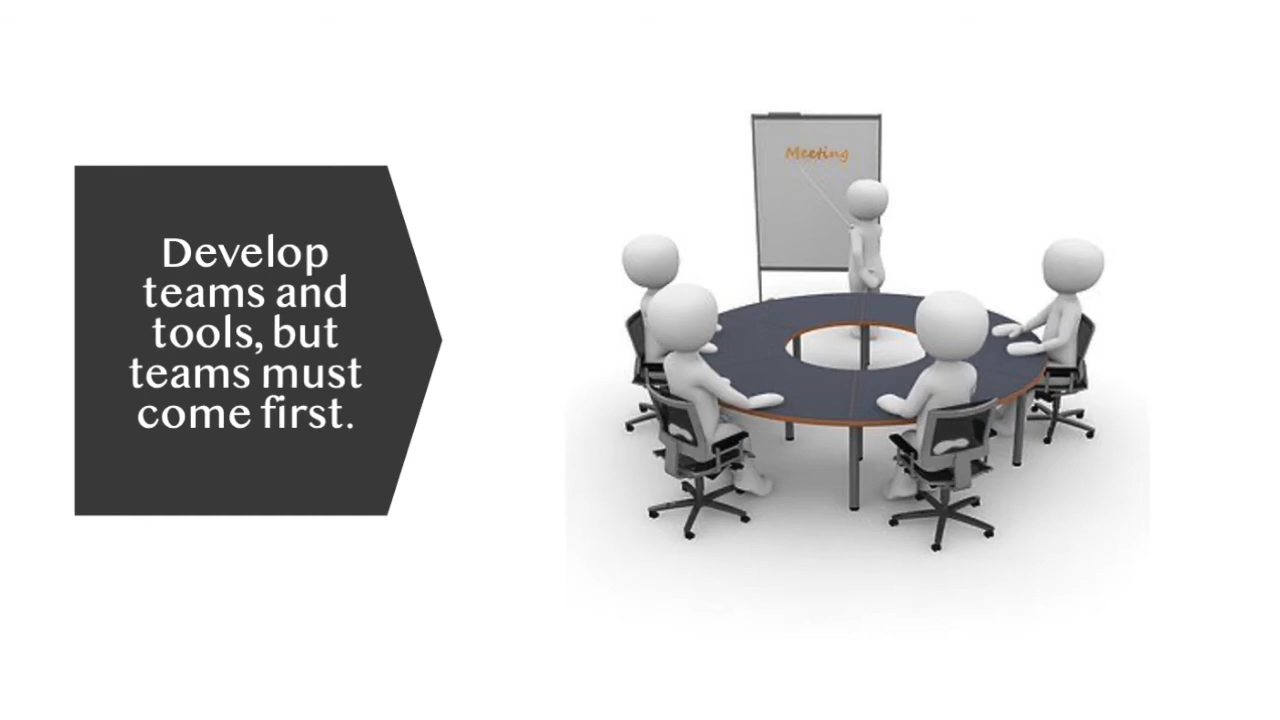 Develop
teams and
tools, but
teams must
come first.
Meeting